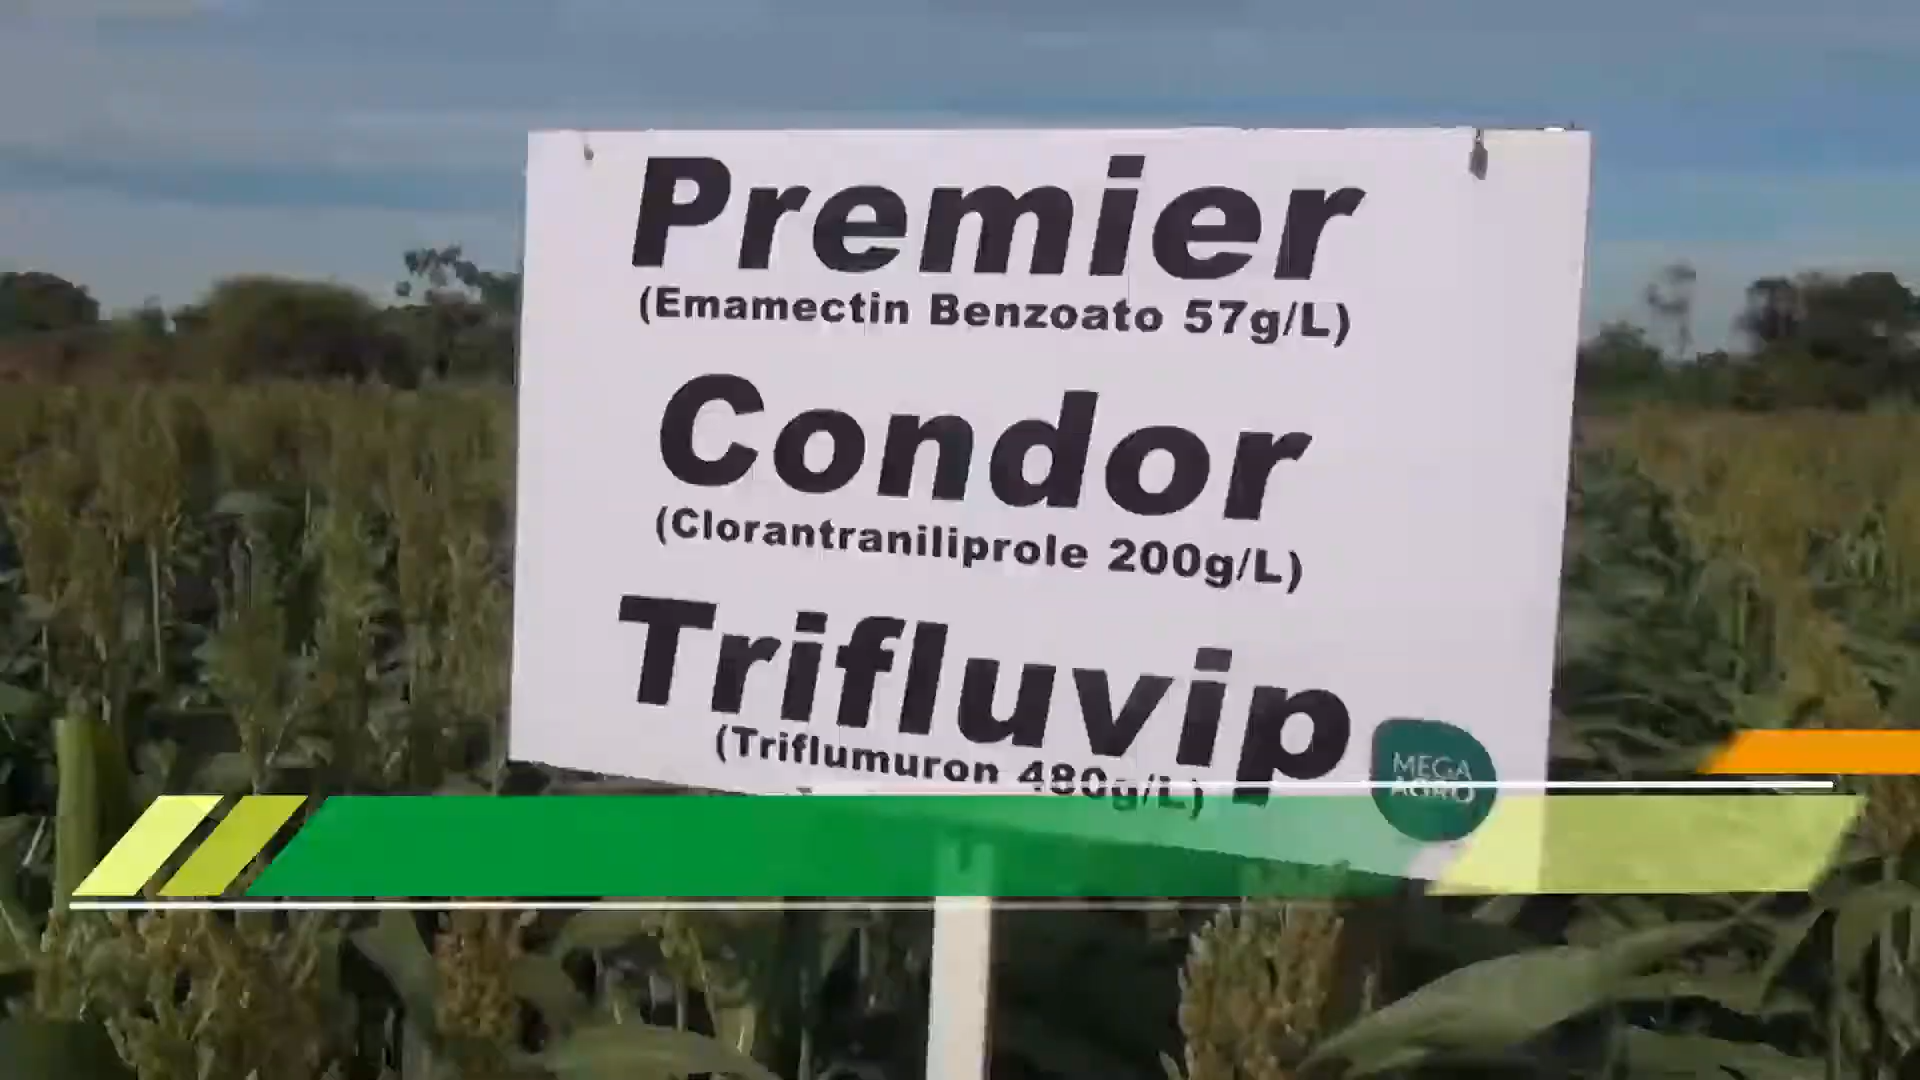 Premier
(Emamectin Benzoato 57g/L)
Condor
(Clorantraniliprole 200g/L)
Trifluvip
(Triflumuron 480g/L)
MEGA
AGRO